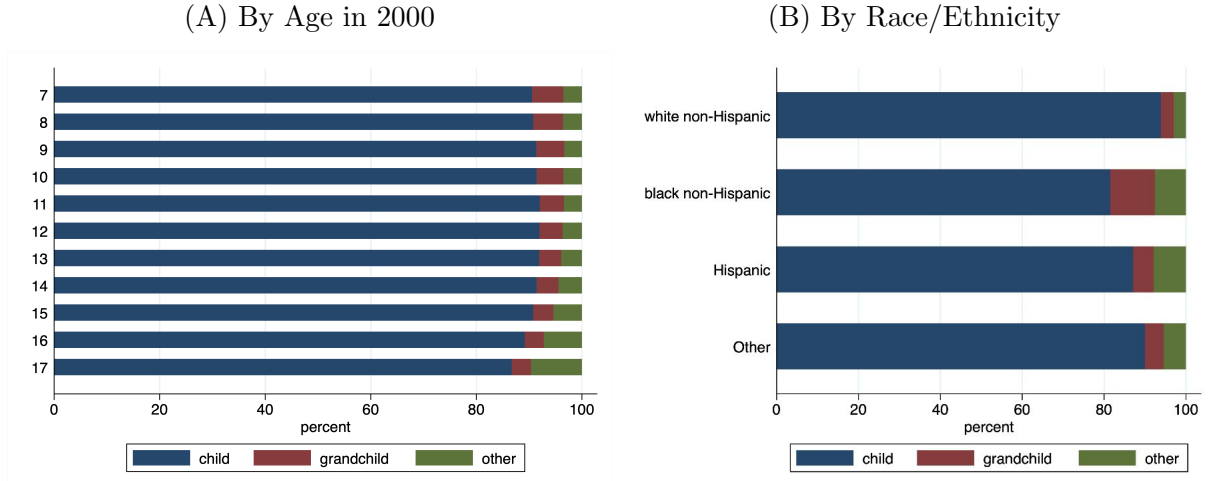 (A) By Age in 2000
7
8
9
10
11
12
13
14
15
16
17
0 20 40 60 80 100
percent
child grandchild other
(B) By Race/Ethnicity
white non-Hispanic
black non-Hispanic
Hispanic
Other
0 20 40 60 80 100
percent
child grandchild other